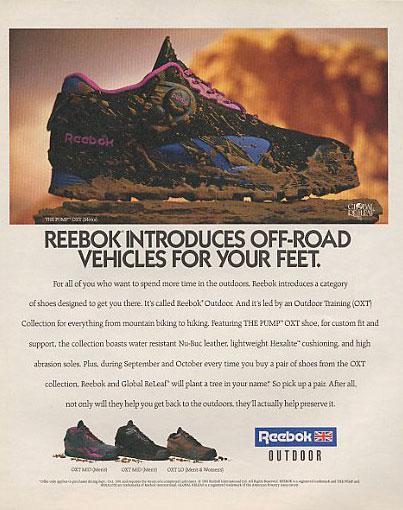 Reebok
GLOBAL
RELEAF
THE PUMP™ OXT (Men's)
REEBOK INTRODUCES OFF-ROAD
VEHICLES FOR YOUR FEET.
For all of you who want to spend more time in the outdoors, Reebok introduces a category
of shoes designed to get you there. It's called Reebok Outdoor. And it's led by an Outdoor Training (OXT)
Collection for everything from mountain biking to hiking. Featuring THE PUMP™ OXT shoe, for custom fit and
support, the collection boasts water resistant Nu-Buc leather, lightweight Hexalite™ cushioning, and high
abrasion soles. Plus, during September and October every time you buy a pair of shoes from the OXT
collection, Reebok and Global ReLeaf™ will plant a tree in your name.* So pick up a pair. After all,
not only will they help you get back to the outdoors, they'll actually help preserve it.
OXT MID (Men's)
OXT MID (Men's)
OXT LO (Men's & Women's)
Reebok
OUTDOOR